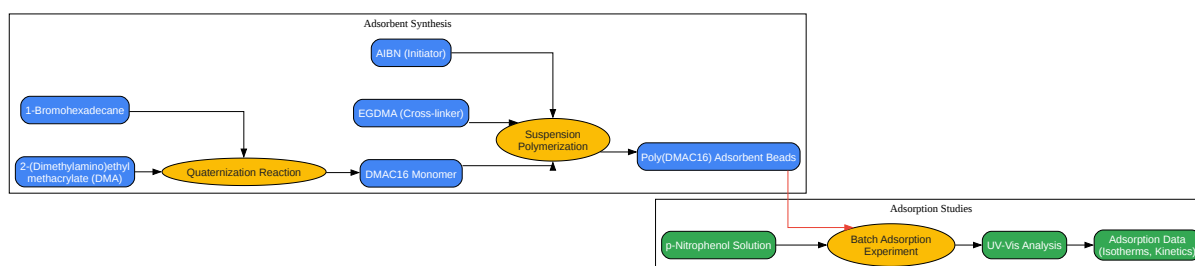 Adsorbent Synthesis
AIBN (Initiator)
1-Bromohexadecane
EGDMA (Cross-linker)
Suspension
Polymerization
2-(Dimethylamino)ethyl
methacrylate (DMA)
Quaternization Reaction
DMAC16 Monomer
Poly(DMAC16) Adsorbent Beads
Adsorption Studies
p-Nitrophenol Solution
Batch Adsorption
Experiment
UV-Vis Analysis
Adsorption Data
(Isotherms, Kinetics)